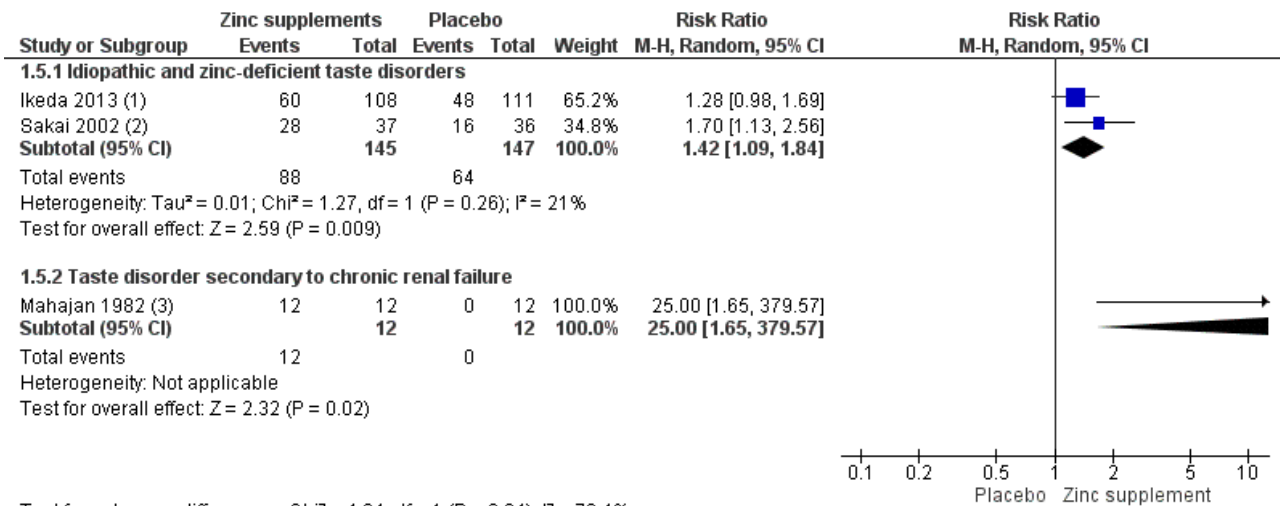 Zinc supplements Placebo Risk Ratio Risk Ratio
Study or Subgroup Events Total Events Total Weight M-H, Random, 95% CI M-H, Random, 95% CI
1.5.1 Idiopathic and zinc-deficient taste disorders
Ikeda 2013 (1) 60 108 48 111 65.2% 1.28 [0.98, 1.69]
Sakai 2002 (2) 28 37 16 36 34.8% 1.70 [1.13, 2.56]
Subtotal (95% CI) 145 147 100.0% 1.42 [1.09, 1.84]
Total events 88 64
Heterogeneity: Tau² = 0.01; Chi² = 1.27, df = 1 (P = 0.26); I² = 21%
Test for overall effect: Z = 2.59 (P = 0.009)
1.5.2 Taste disorder secondary to chronic renal failure
Mahajan 1982 (3) 12 12 0 12 100.0% 25.00 [1.65, 379.57]
Subtotal (95% CI) 12 12 100.0% 25.00 [1.65, 379.57]
Total events 12 0
Heterogeneity: Not applicable
Test for overall effect: Z = 2.32 (P = 0.02)
0.1 0.2 0.5 1 2 5 10
Placebo Zinc supplement